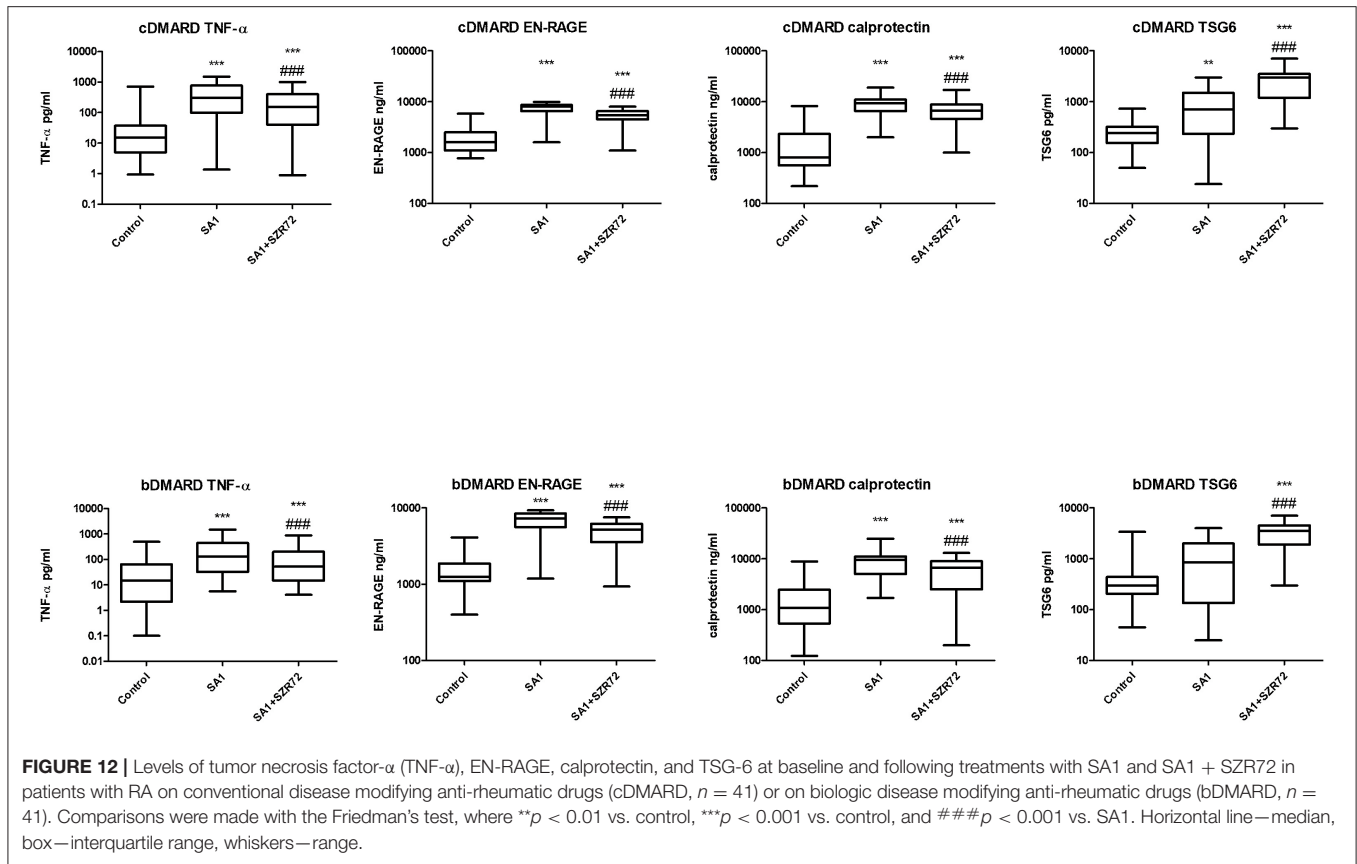 cDMARD TNF-α
TNF-α pg/ml
10000
1000
100
10
1
0.1
***
***
###
Control
SA1
SA1+SZR72
cDMARD EN-RAGE
EN-RAGE ng/ml
100000
10000
1000
100
***
***
###
Control
SA1
SA1+SZR72
cDMARD calprotectin
calprotectin ng/ml
100000
10000
1000
100
***
***
###
Control
SA1
SA1+SZR72
cDMARD TSG6
TSG6 pg/ml
10000
1000
100
10
**
***
###
Control
SA1
SA1+SZR72
bDMARD TNF-α
TNF-α pg/ml
10000
1000
100
10
1
0.1
0.01
***
***
###
Control
SA1
SA1+SZR72
bDMARD EN-RAGE
EN-RAGE ng/ml
10000
1000
100
***
***
###
Control
SA1
SA1+SZR72
bDMARD calprotectin
calprotectin ng/ml
100000
10000
1000
100
***
***
###
Control
SA1
SA1+SZR72
bDMARD TSG6
TSG6 pg/ml
10000
1000
100
10
***
###
Control
SA1
SA1+SZR72
FIGURE 12 | Levels of tumor necrosis factor-α (TNF-α), EN-RAGE, calprotectin, and TSG-6 at baseline and following treatments with SA1 and SA1 + SZR72 in
patients with RA on conventional disease modifying anti-rheumatic drugs (cDMARD, n = 41) or on biologic disease modifying anti-rheumatic drugs (bDMARD, n =
41). Comparisons were made with the Friedman's test, where **p < 0.01 vs. control, ***p < 0.001 vs. control, and ###p < 0.001 vs. SA1. Horizontal line—median,
box—interquartile range, whiskers—range.